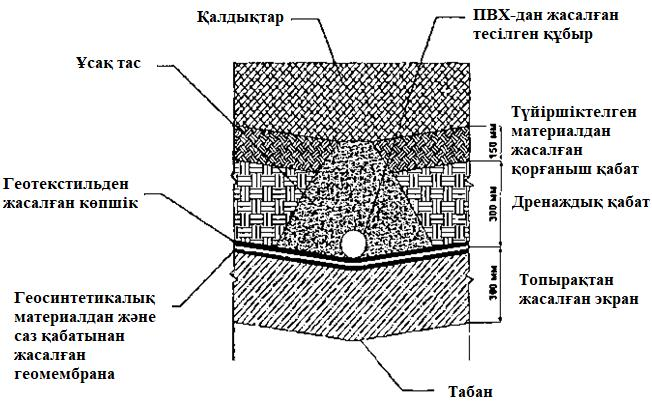 Қалдықтар
ПВХ-дан жасалған
тесілген құбыр
Ұсақ тас
Түйіршіктелген
материалдан
жасалған
қорғаныш қабат
150 мм
Геотекстильден
жасалған көпшік
Дренаждық қабат
300 мм
Геосинтетикалық
материалдан және
саз қабатынан
жасалған
геомембрана
Топырақтан
жасалған экран
300 мм
Табан